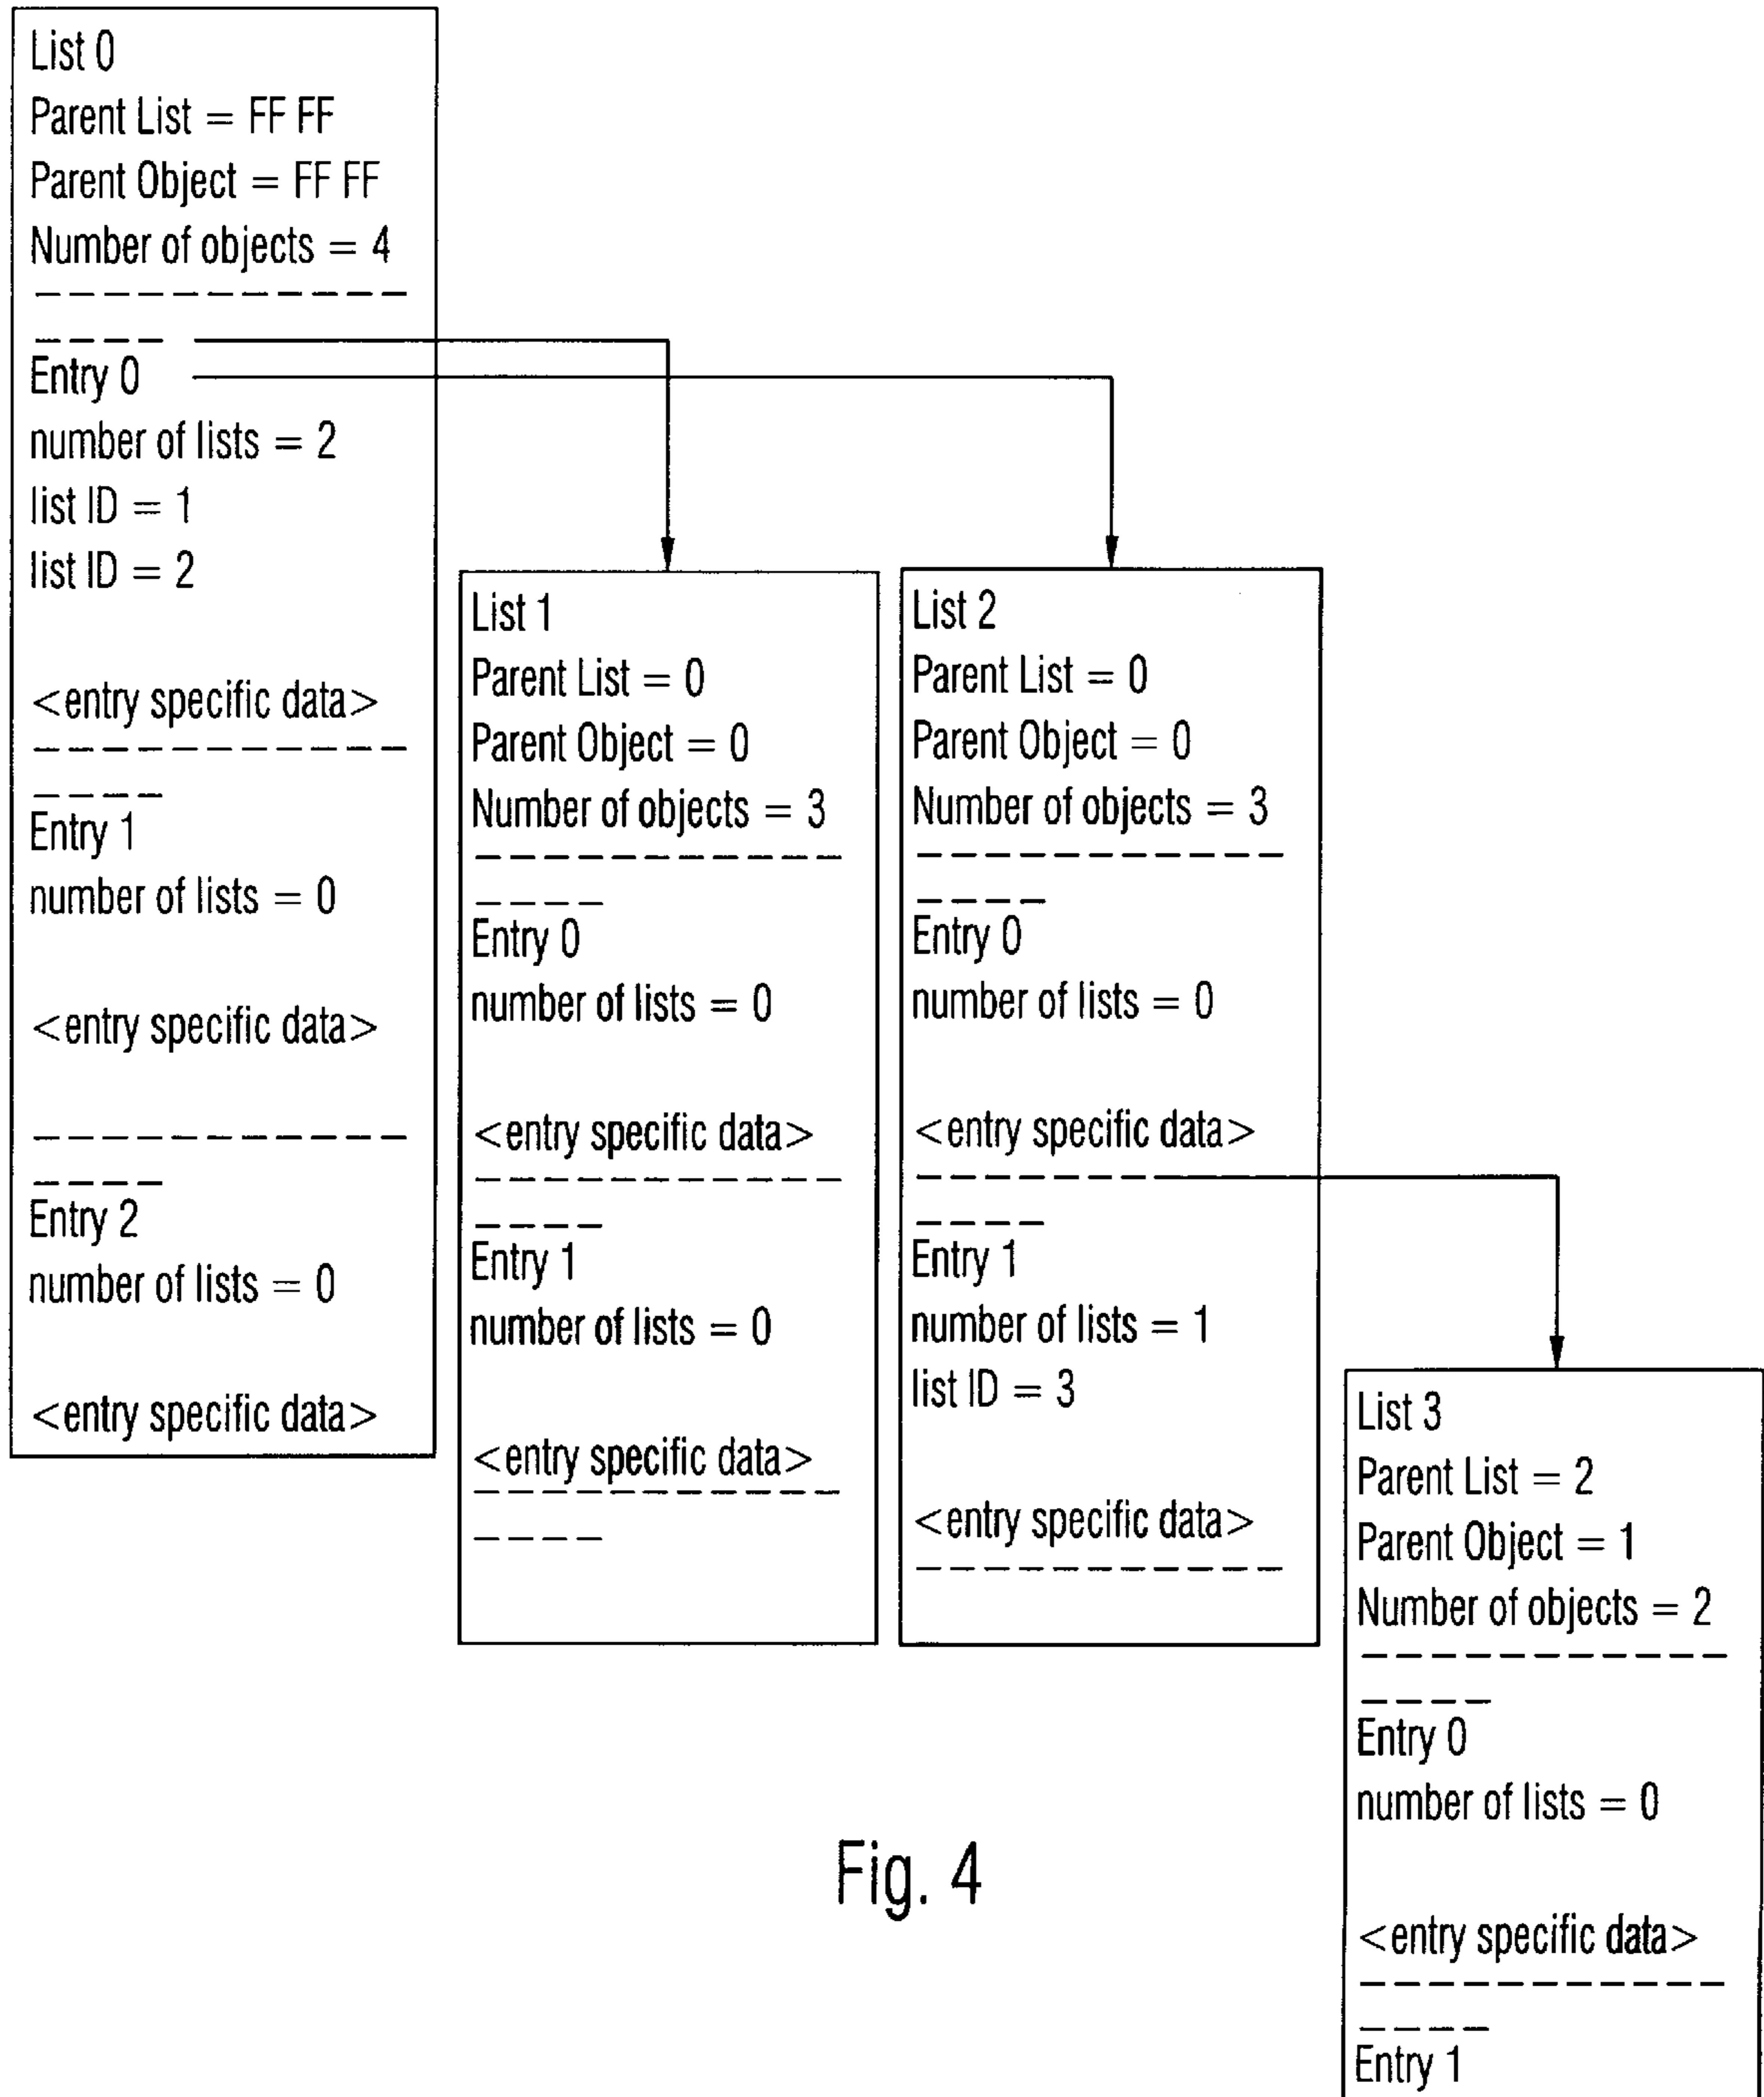 List 0
Parent List = FF FF
Parent Object = FF FF
Number of objects = 4
Entry 0
number of lists = 2
list ID = 1
list ID = 2
<entry specific data>
Entry 1
number of lists = 0
<entry specific data>
Entry 2
number of lists = 0
<entry specific data>
List 1
Parent List = 0
Parent Object = 0
Number of objects = 3
Entry 0
number of lists = 0
<entry specific data>
Entry 1
number of lists = 0
<entry specific data>
List 2
Parent List = 0
Parent Object = 0
Number of objects = 3
Entry 0
number of lists = 0
<entry specific data>
Entry 1
number of lists = 1
list ID = 3
<entry specific data>
List 3
Parent List = 2
Parent Object = 1
Number of objects = 2
Entry 0
number of lists = 0
<entry specific data>
Entry 1
Fig. 4